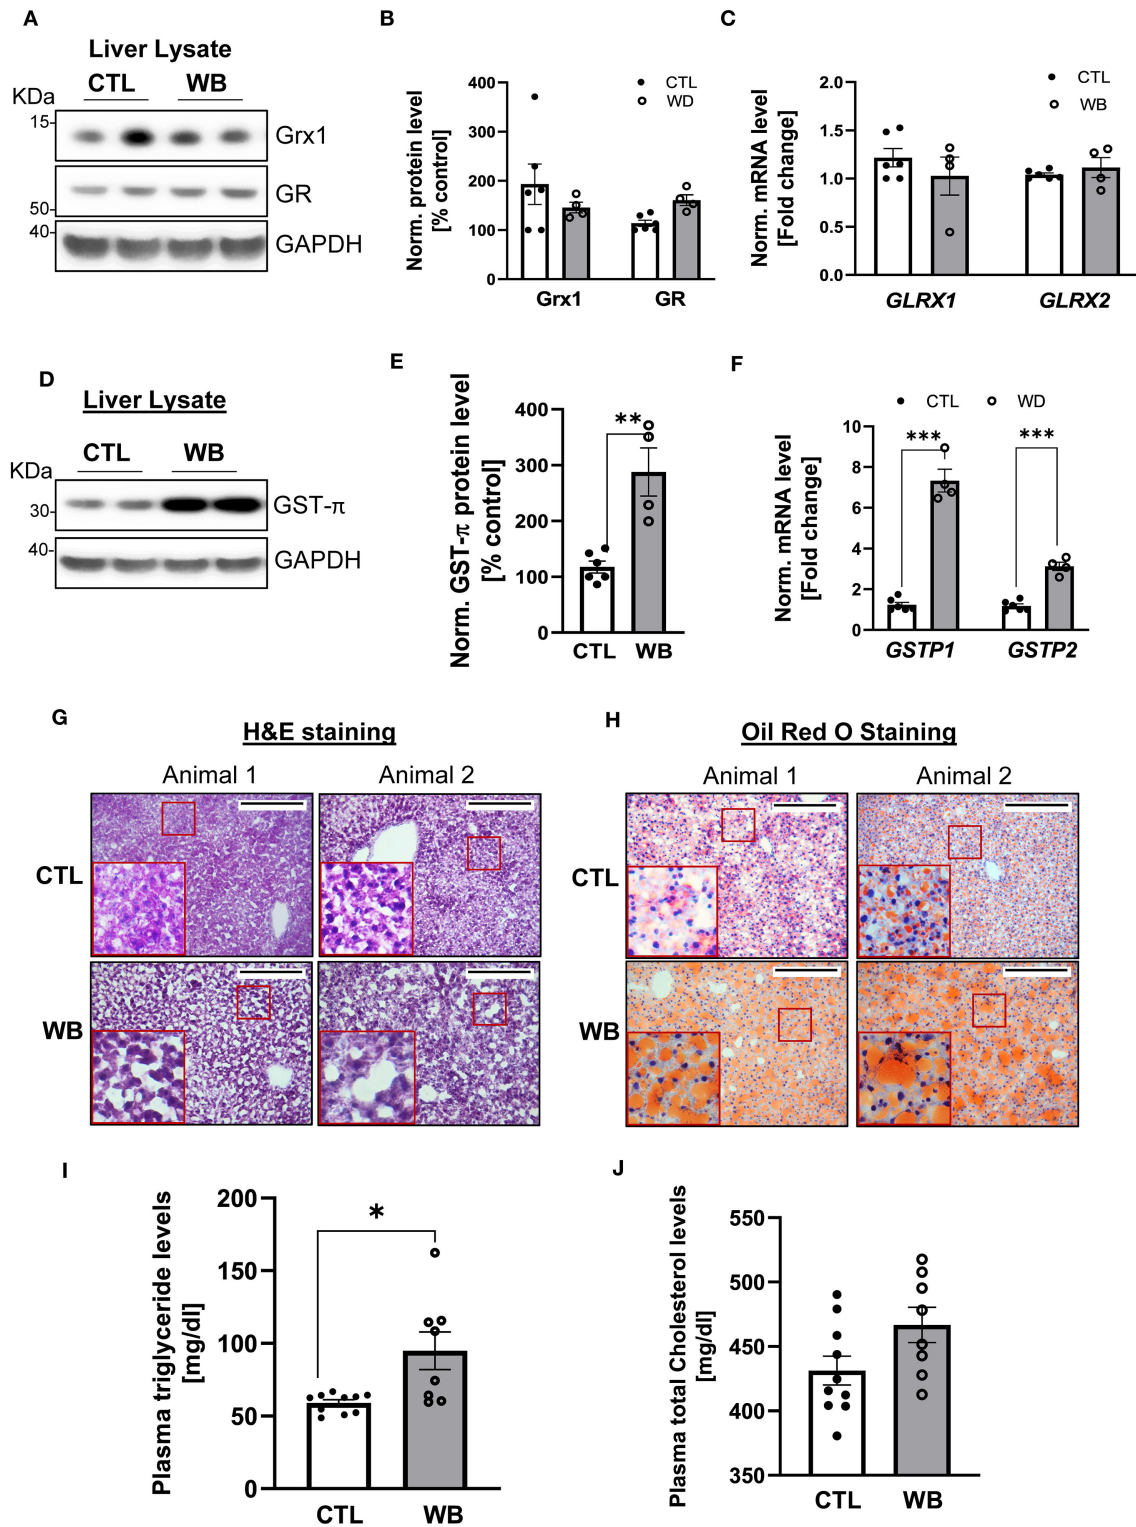 A
Liver Lysate
CTL WB
KDa
15-
Grx1
GR
50-
40-
GAPDH
B
Norm. protein level
[% control]
400
300
200
100
0
CTL
WD
Grx1 GR
C
Norm. mRNA level
[Fold change]
2.0
1.5
1.0
0.5
0.0
CTL
WB
GLRX1 GLRX2
D
Liver Lysate
CTL WB
KDa
30-
GST-π
40-
GAPDH
E
Norm. GST-π protein level
[% control]
400
300
200
100
0
**
CTL WB
F
CTL WD
Norm. mRNA level
[Fold change]
10
8
6
4
2
0
*** ***
GSTP1 GSTP2
G
H&E staining
Animal 1 Animal 2
CTL
WB
H
Oil Red O Staining
Animal 1 Animal 2
CTL
WB
I
Plasma triglyceride levels
[mg/dl]
200
150
100
50
0
*
CTL WB
J
Plasma total Cholesterol levels
[mg/dl]
550
500
450
400
350
CTL WB